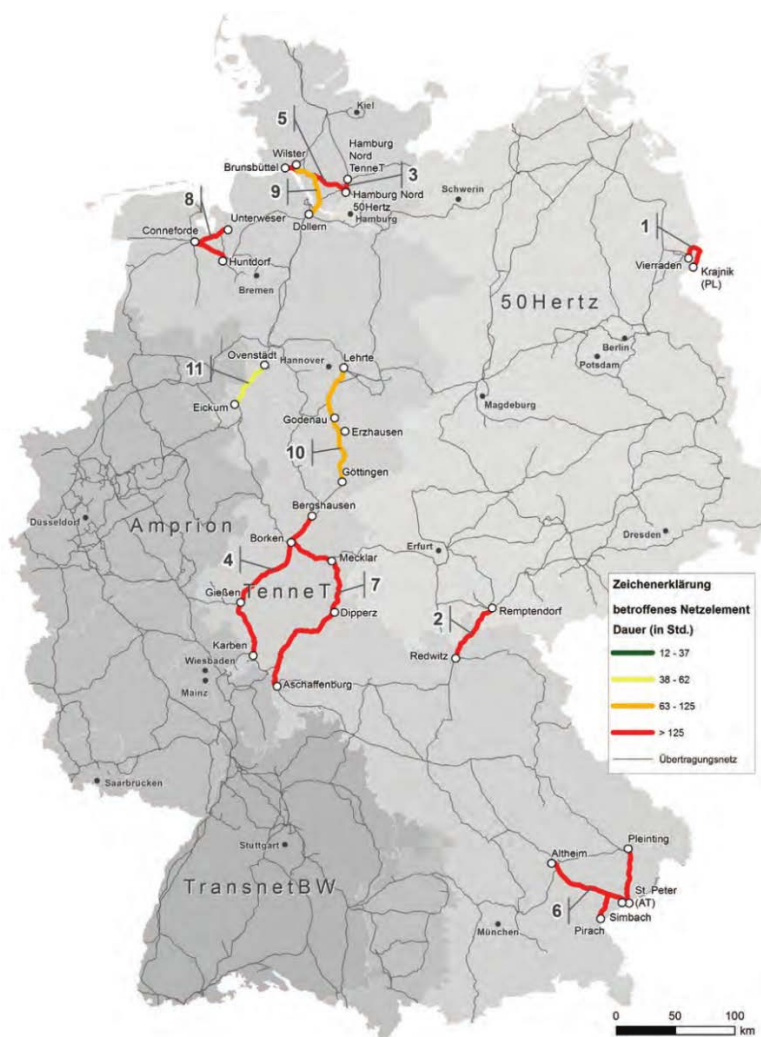 Kiel
5
Wilster
Hamburg
Nord
TenneT
Brunsbüttel
3
9
Hamburg Nord
50Hertz
Schwerin
8
Unterweser
Dollern
Hamburg
Conneforde
1
Huntdorf
Vierraden
Krajnik
(PL)
Bremen
50Hertz
Ovenstädt
Hannover
Lehrte
Berlin
Potsdam
11
Eickum
Godenau
Erzhausen
Magdeburg
10
Göttingen
Bergshausen
Düsseldorf
Amprion
Borken
Erfurt
Dresden
4
Mecklar
7
TenneT
Gießen
Dipperz
2
Remptendorf
Karben
Redwitz
Wiesbaden
Mainz
Aschaffenburg
Zeichenerklärung
betroffenes Netzelement
Dauer (in Std.)
12 - 37
38 - 62
63 - 125
> 125
Übertragungsnetz
Saarbrücken
Stuttgart
Pleinting
Altheim
TransnetBW
St. Peter
(AT)
6
Simbach
Pirach
München
0 50 100
km